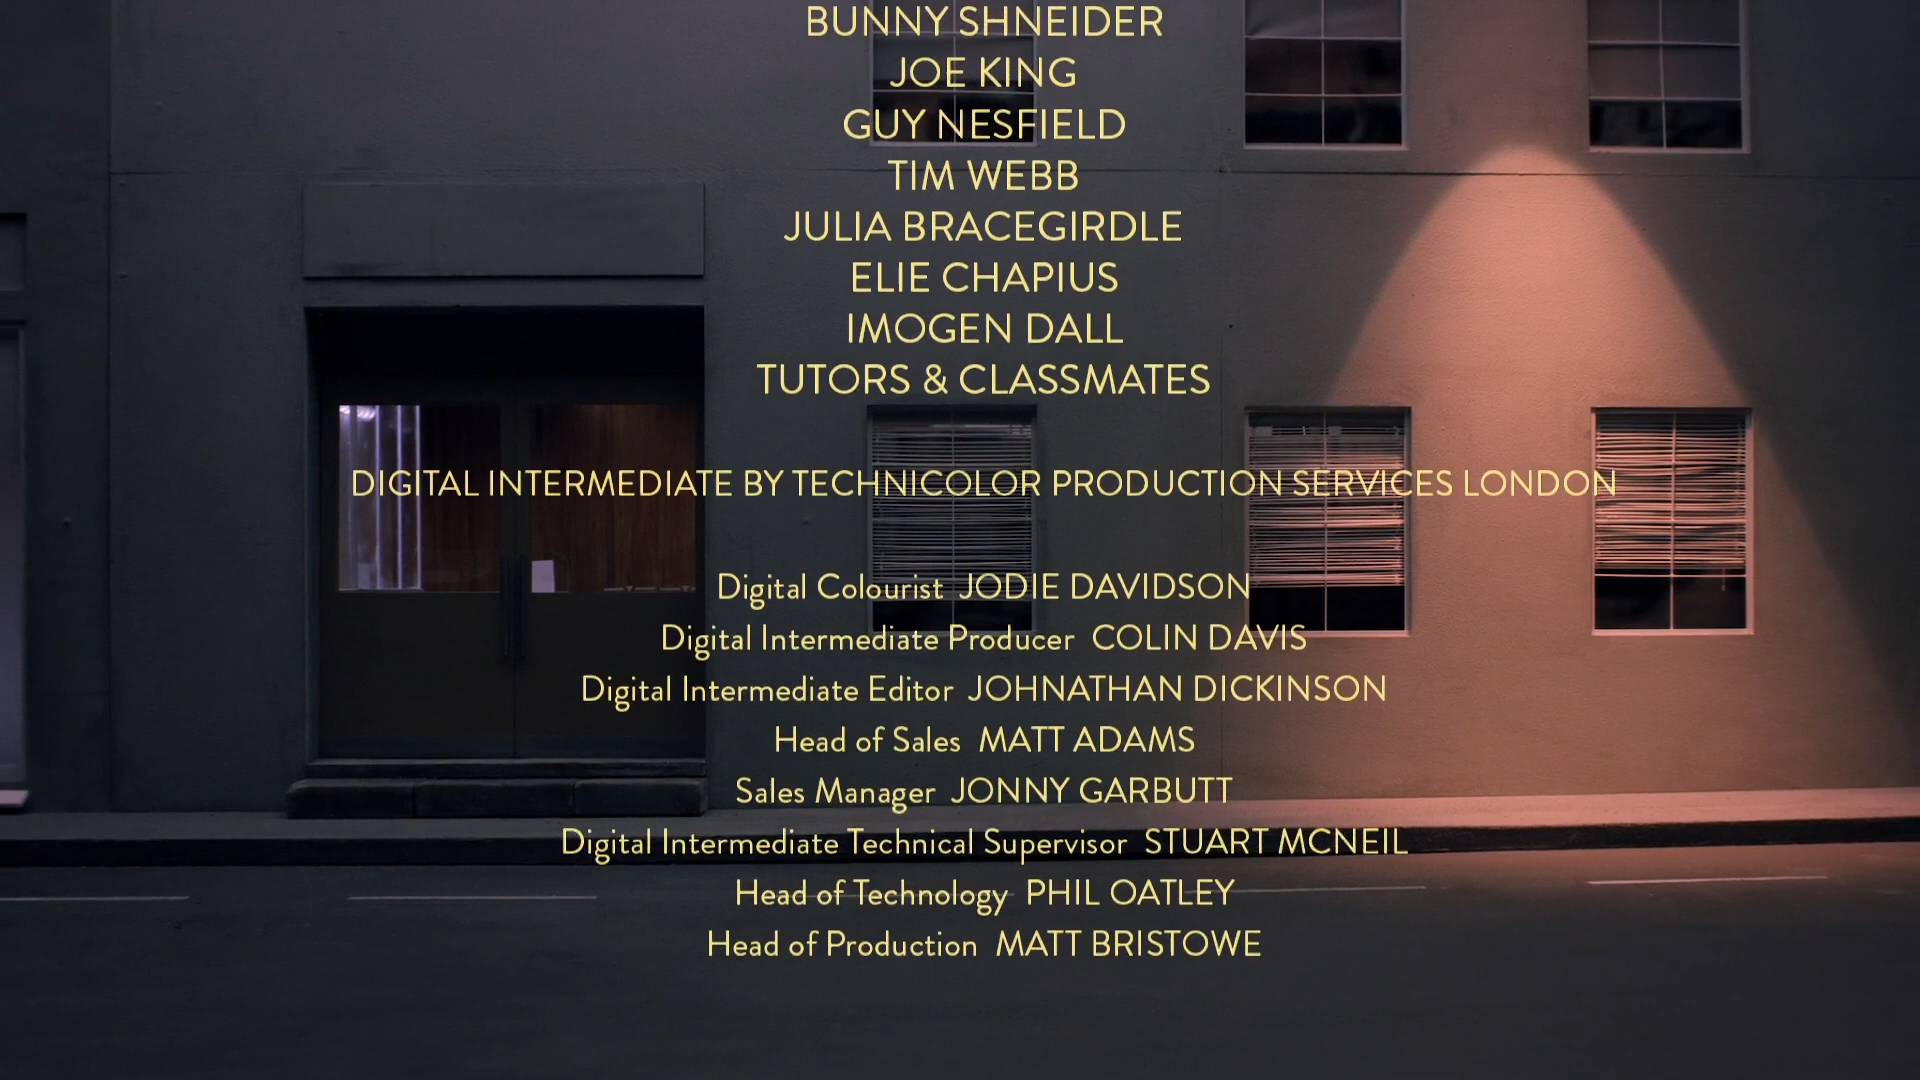 BUNNY SHNEIDER
JOE KING
GUY NESFIELD
TIM WEBB
JULIA BRACEGIRDLE
ELIE CHAPIUS
IMOGEN DALL
TUTORS & CLASSMATES
DIGITAL INTERMEDIATE BY TECHNICOLOR PRODUCTION SERVICES LONDON
Digital Colourist JODIE DAVIDSON
Digital Intermediate Producer COLIN DAVIS
Digital Intermediate Editor JOHNATHAN DICKINSON
Head of Sales MATT ADAMS
Sales Manager JONNY GARBUTT
Digital Intermediate Technical Supervisor STUART MCNEIL
Head of Technology PHIL OATLEY
Head of Production MATT BRISTOWE